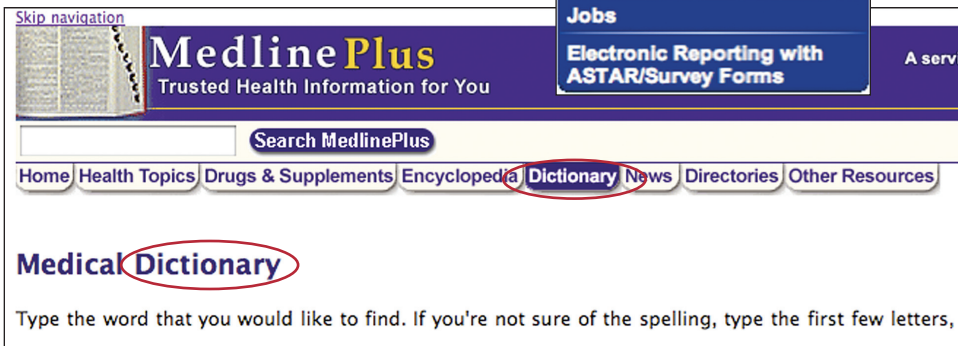 Skip navigation
Jobs
Electronic Reporting with
ASTAR/Survey Forms
MedlinePlus
Trusted Health Information for You
A serv
Search MedlinePlus
Home Health Topics Drugs & Supplements Encyclopedia Dictionary News Directories Other Resources
Medical Dictionary
Type the word that you would like to find. If you're not sure of the spelling, type the first few letters,